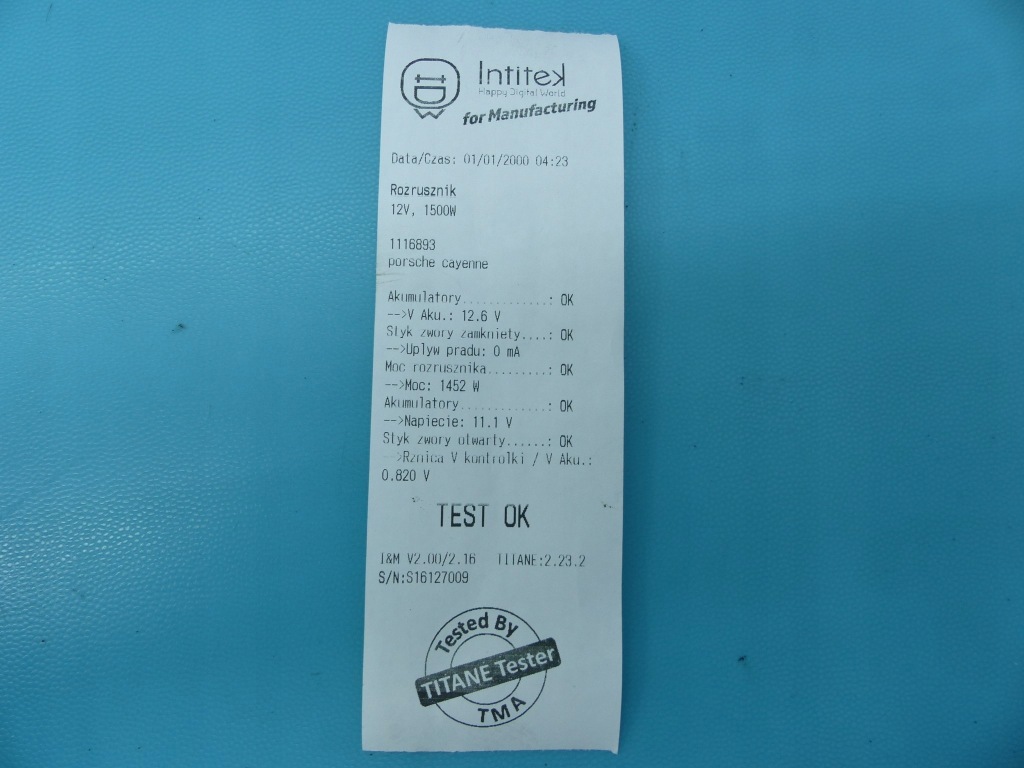 Intitek
Happy Digital World
for Manufacturing
Data/Czas: 01/01/2000 04:23
Rozrusznik
12V, 1500W
1116893
porsche cayenne
Akumulatory.............: OK
-->V Aku.: 12.6 V
Styk zwory zamkniety....: OK
-->Uplyw pradu: 0 mA
Moc rozrusznika.........: OK
-->Moc: 1452 W
Akumulatory.............: OK
-->Napiecie: 11.1 V
Styk zwory otwarty......: OK
-->Rznica V kontrolki / V Aku.:
0.820 V
TEST OK
I&M V2.00/2.16 TITANE:2.23.2
S/N:S16127009
Tested By
TITANE Tester
TMA